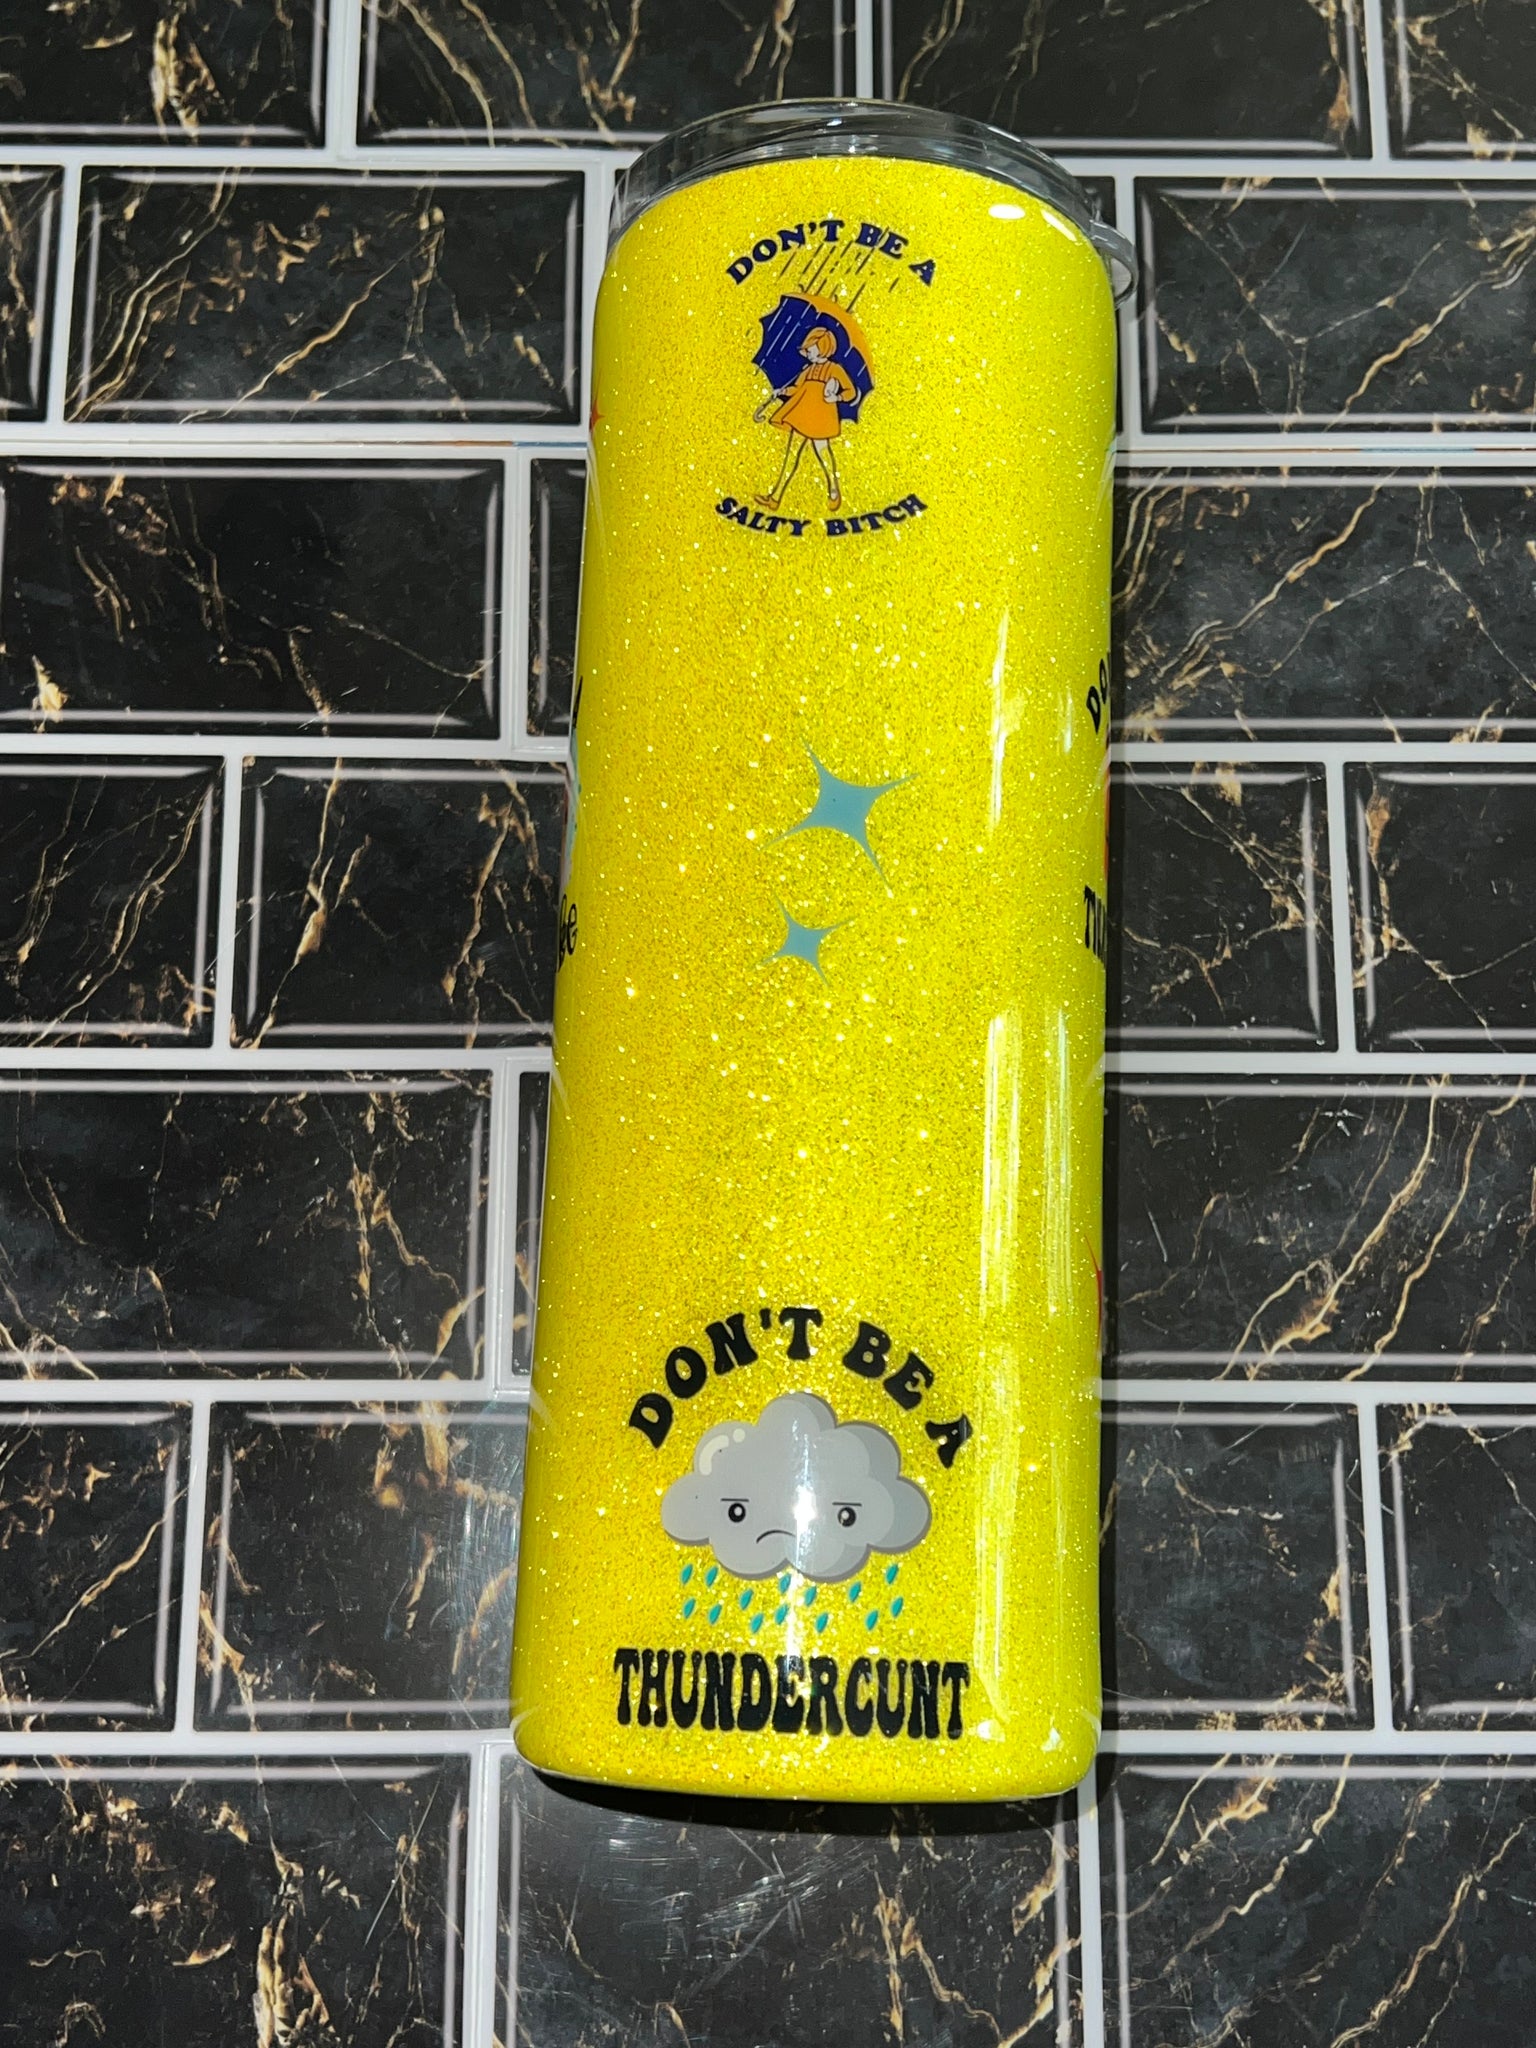 DON'T BE A
SALTY BITCH
DON'T BE A
THUNDERCUNT